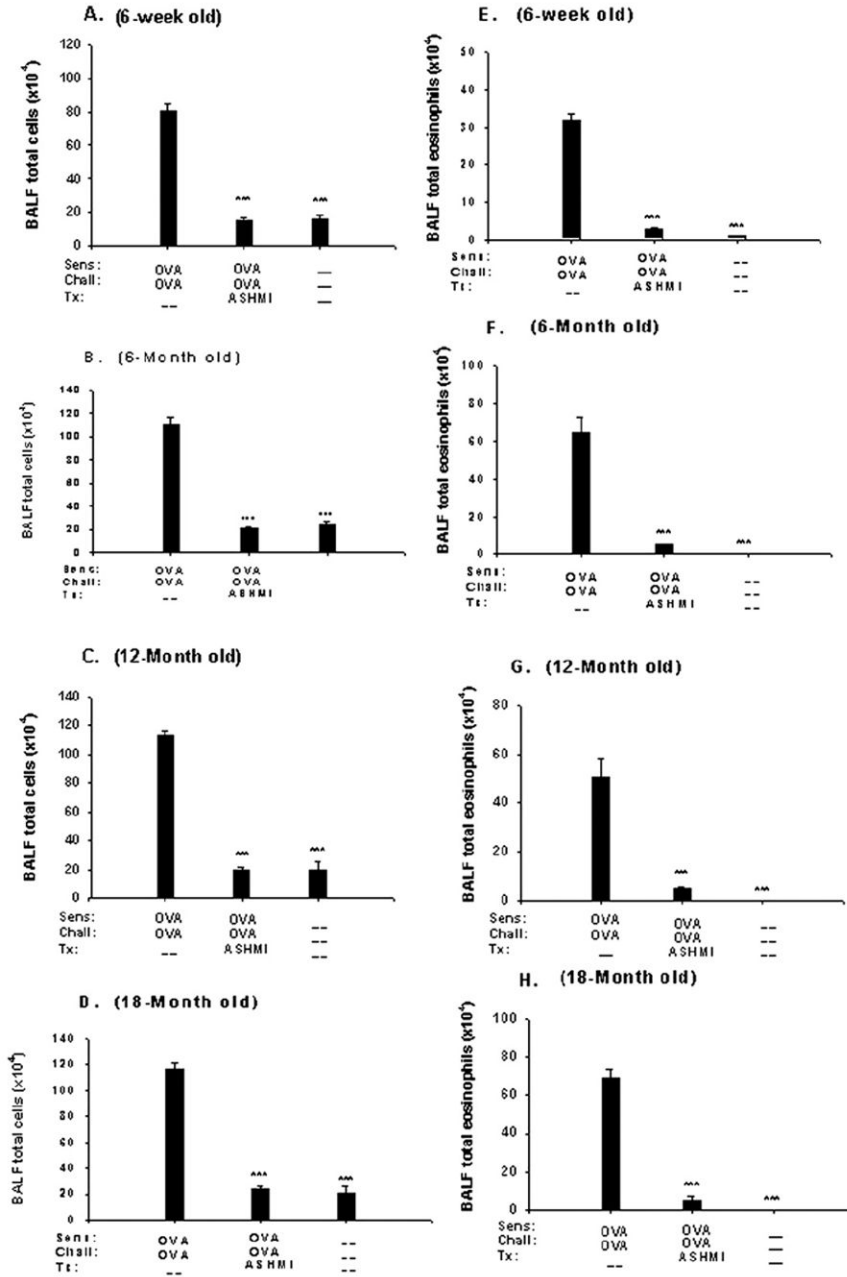 A. (6-week old)
BALF total cells (x10⁴)
120
100
80
60
40
20
0
^^^ ^^^
Sens: OVA OVA __
Chall: OVA OVA __
Tx: __ ASHMI __
B. (6-Month old)
BALF total cells (x10⁴)
140
120
100
80
60
40
20
0
*** ***
Sens: OVA OVA
Chall: OVA OVA
Tx: -- ASHMI
C. (12-Month old)
BALF total cells (x10⁴)
140
120
100
80
60
40
20
0
^^^ ^^^
Sens: OVA OVA --
Chall: OVA OVA --
Tx: -- ASHMI --
D. (18-Month old)
BALF total cells (x10⁴)
140
120
100
80
60
40
20
0
^^^ ^^^
Sens: OVA OVA --
Chall: OVA OVA --
Tx: -- ASHMI --
E. (6-week old)
BALF total eosinophils (x10⁴)
50
40
30
20
10
0
^^^ ^^^
Sens: OVA OVA --
Chall: OVA OVA --
Tx: -- ASHMI --
F. (6-Month old)
BALF total eosinophils (x10⁴)
100
80
60
40
20
0
^^^ ^^^
Sens: OVA OVA --
Chall: OVA OVA --
Tx: -- ASHMI --
G. (12-Month old)
BALF total eosinophils (x10⁴)
80
60
40
20
0
^^^ ^^^
Sens: OVA OVA --
Chall: OVA OVA --
Tx: __ ASHMI --
H. (18-Month old)
BALF total eosinophils (x10⁴)
100
80
60
40
20
0
^^^ ^^^
Sens: OVA OVA __
Chall: OVA OVA __
Tx: -- ASHMI __